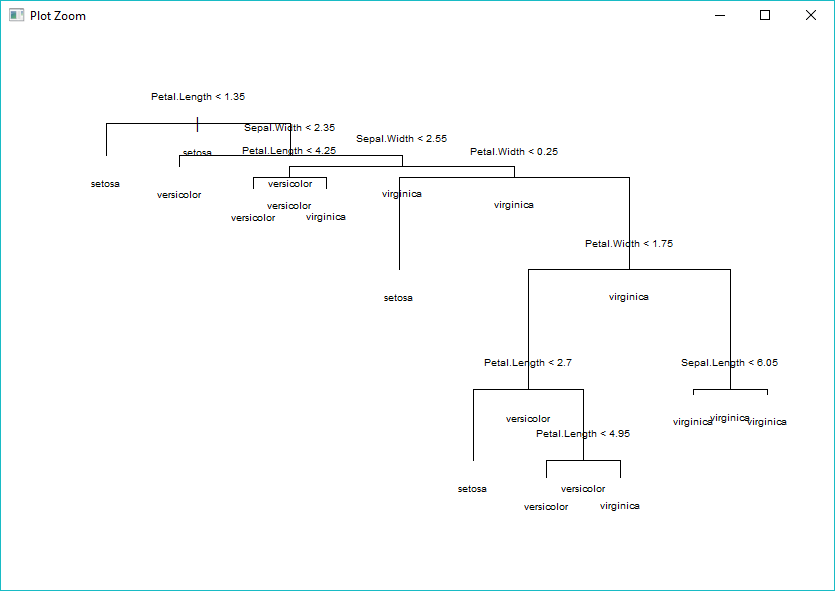 Plot Zoom
Petal.Length < 1.35
Sepal.Width < 2.35
Sepal.Width < 2.55
setosa
Petal.Length < 4.25
Petal.Width < 0.25
setosa
versicolor
versicolor
virginica
versicolor
virginica
versicolor
virginica
Petal.Width < 1.75
setosa
virginica
Petal.Length < 2.7
Sepal.Length < 6.05
versicolor
virginica
virginica
virginica
Petal.Length < 4.95
setosa
versicolor
versicolor
virginica